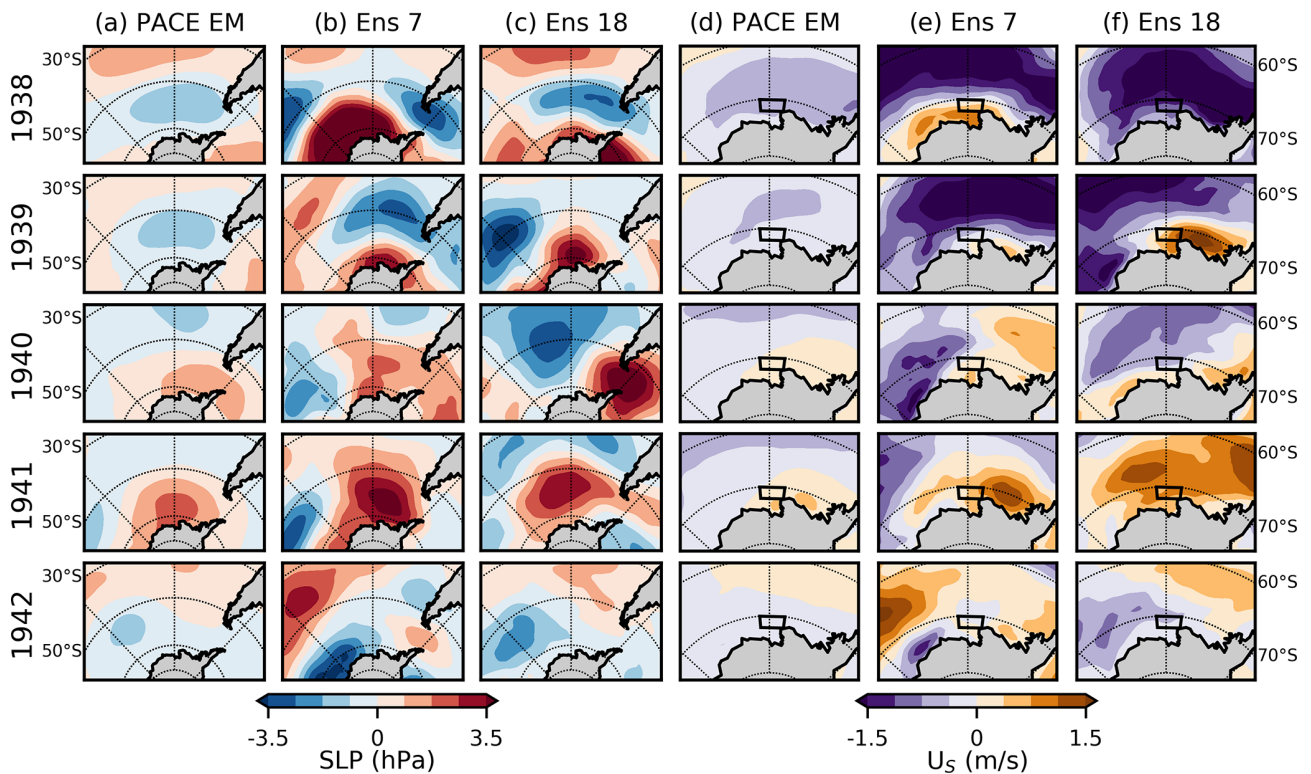 (a) PACE EM (b) Ens 7 (c) Ens 18 (d) PACE EM (e) Ens 7 (f) Ens 18
1938
30°S
50°S
60°S
70°S
1939
30°S
50°S
60°S
70°S
1940
30°S
50°S
60°S
70°S
1941
30°S
50°S
60°S
70°S
1942
30°S
50°S
60°S
70°S
-3.5 0 3.5
SLP (hPa)
-1.5 0 1.5
U_S (m/s)